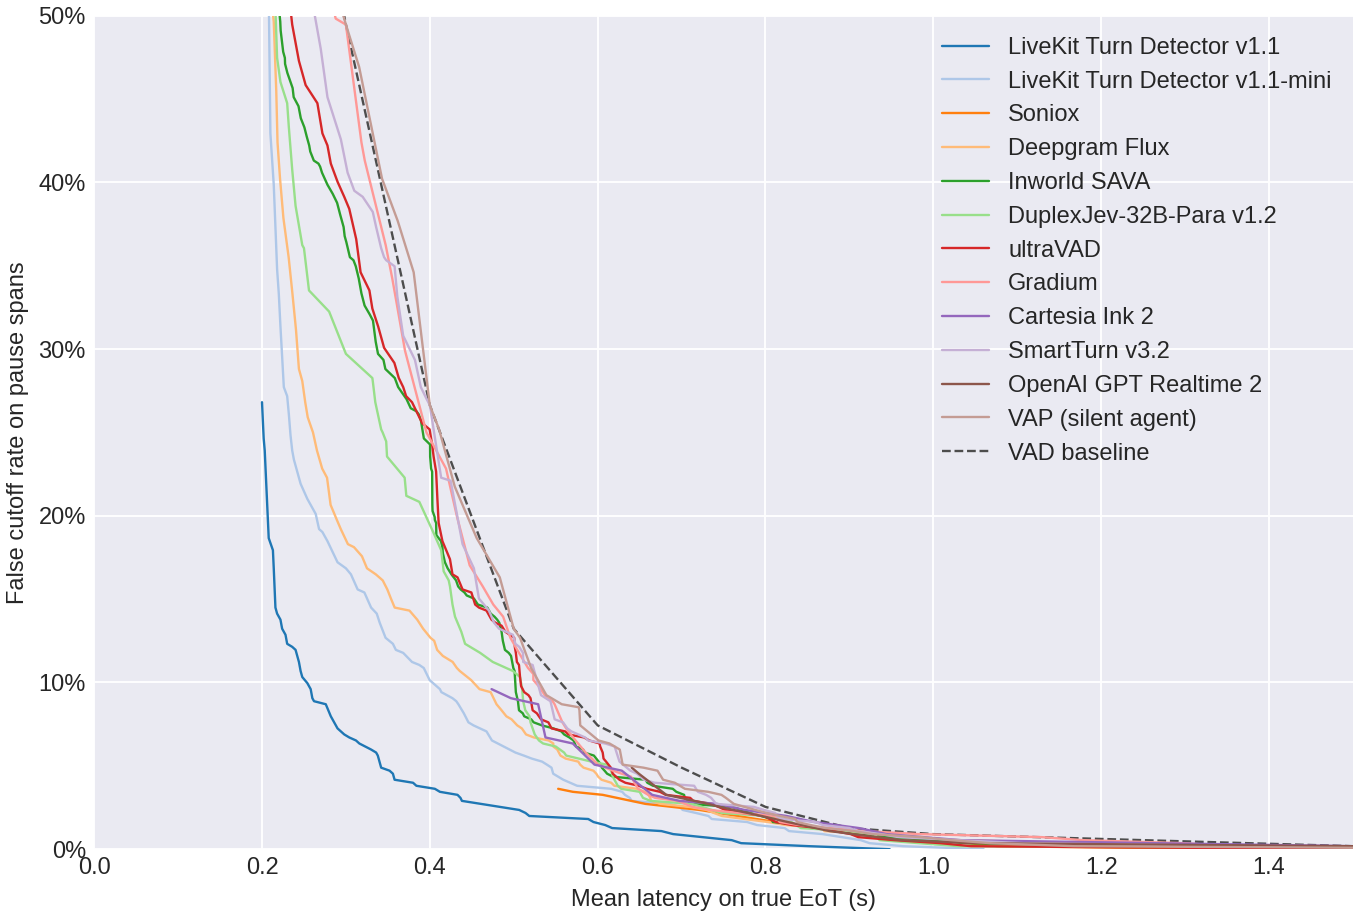 50%
40%
30%
20%
10%
0%
False cutoff rate on pause spans
LiveKit Turn Detector v1.1
LiveKit Turn Detector v1.1-mini
Soniox
Deepgram Flux
Inworld SAVA
DuplexJev-32B-Para v1.2
ultraVAD
Gradium
Cartesia Ink 2
SmartTurn v3.2
OpenAI GPT Realtime 2
VAP (silent agent)
VAD baseline
0.0 0.2 0.4 0.6 0.8 1.0 1.2 1.4
Mean latency on true EoT (s)